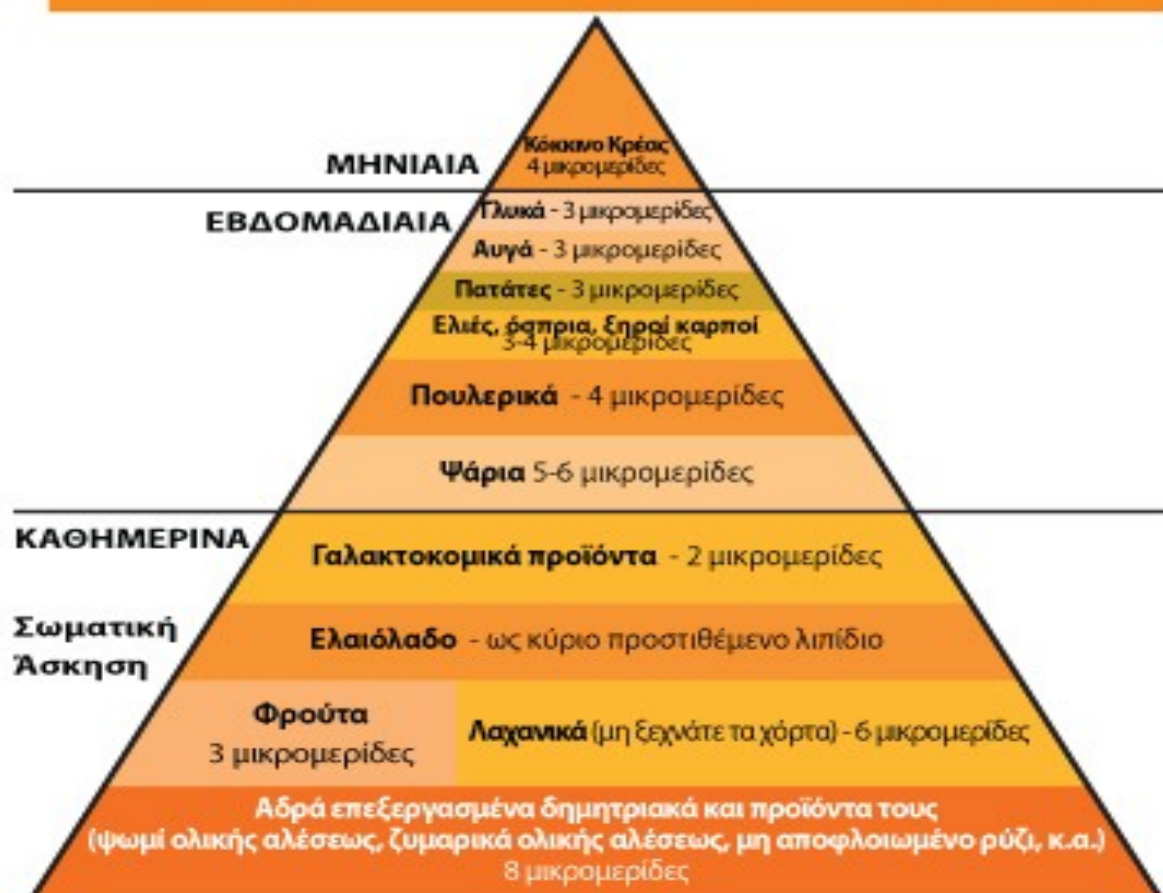 Κόκκινο Κρέας
ΜΗΝΙΑΙΑ
4 μικρομερίδες
ΕΒΔΟΜΑΔΙΑΙΑ
Γλυκά - 3 μικρομερίδες
Αυγά - 3 μικρομερίδες
Πατάτες - 3 μικρομερίδες
Ελιές, όσπρια, ξηροί καρποί
3-4 μικρομερίδες
Πουλερικά - 4 μικρομερίδες
Ψάρια 5-6 μικρομερίδες
ΚΑΘΗΜΕΡΙΝΑ
Γαλακτοκομικά προϊόντα - 2 μικρομερίδες
Σωματική
Άσκηση
Ελαιόλαδο - ως κύριο προστιθέμενο λιπίδιο
Φρούτα
3 μικρομερίδες
Λαχανικά (μη ξεχνάτε τα χόρτα) - 6 μικρομερίδες
Αδρά επεξεργασμένα δημητριακά και προϊόντα τους
(ψωμί ολικής αλέσεως, ζυμαρικά ολικής αλέσεως, μη αποφλοιωμένο ρύζι, κ.α.)
8 μικρομερίδες